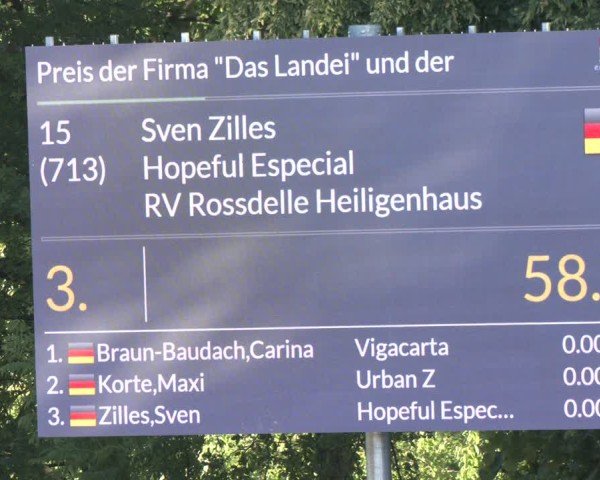 Preis der Firma "Das Landei" und der
15 Sven Zilles
(713) Hopeful Especial
RV Rossdelle Heiligenhaus
3. 58.
1. Braun-Baudach,Carina Vigacarta 0.00
2. Korte,Maxi Urban Z 0.00
3. Zilles,Sven Hopeful Espec... 0.00